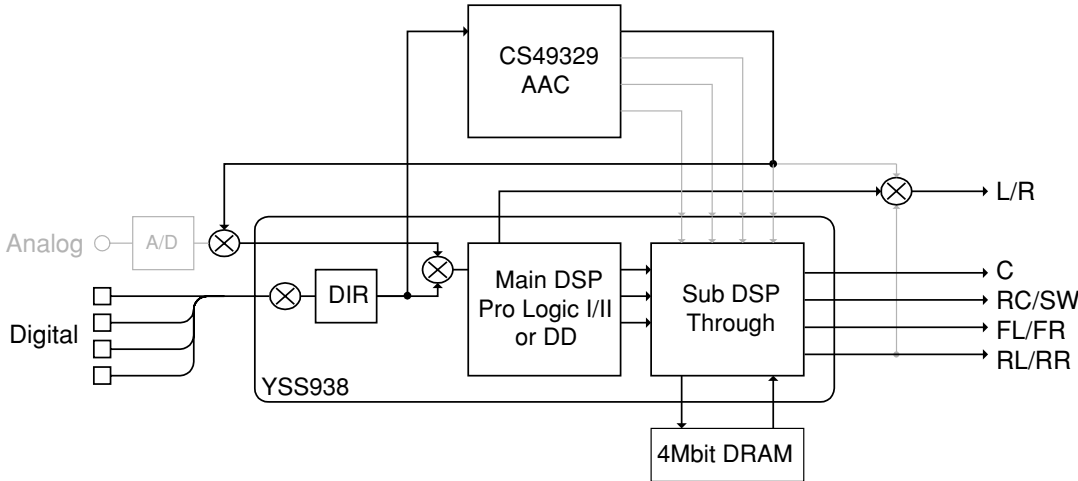 CS49329
AAC
L/R
Analog
A/D
Main DSP
Pro Logic I/II
or DD
Sub DSP
Through
C
RC/SW
FL/FR
RL/RR
DIR
Digital
YSS938
4Mbit DRAM